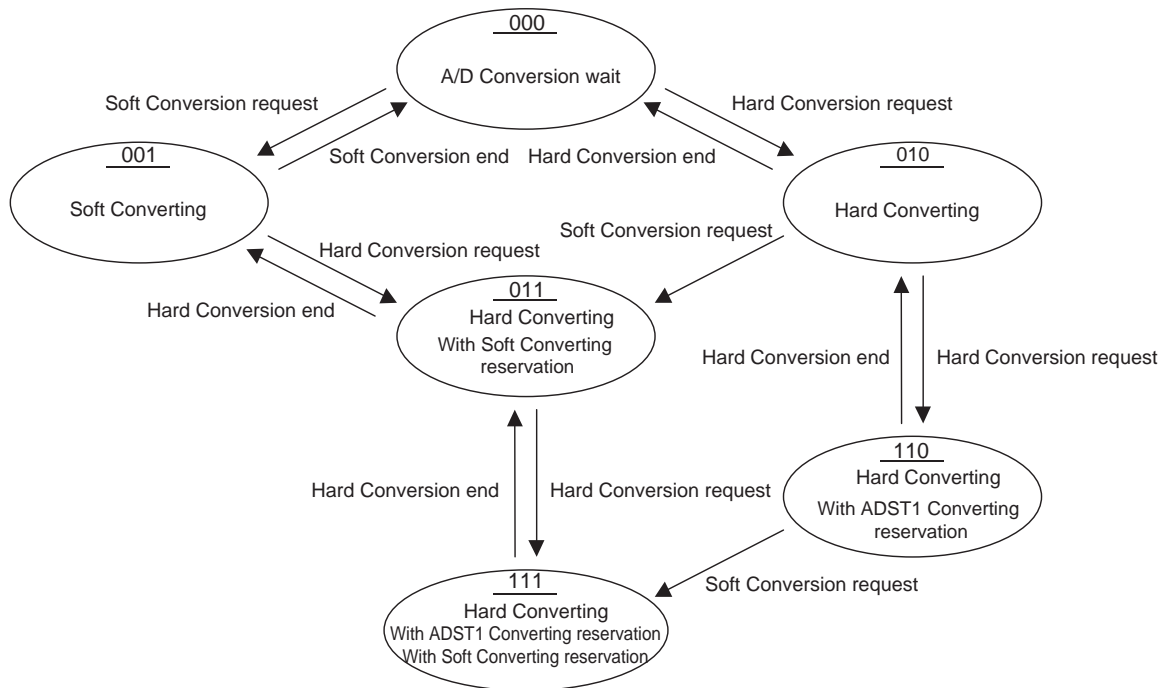 000
A/D Conversion wait
Soft Conversion request
Hard Conversion request
Soft Conversion end
Hard Conversion end
001
Soft Converting
010
Hard Converting
Soft Conversion request
Hard Conversion request
Hard Conversion end
011
Hard Converting
With Soft Converting
reservation
Hard Conversion end
Hard Conversion request
110
Hard Converting
With ADST1 Converting
reservation
Hard Conversion end
Hard Conversion request
Soft Conversion request
111
Hard Converting
With ADST1 Converting reservation
With Soft Converting reservation